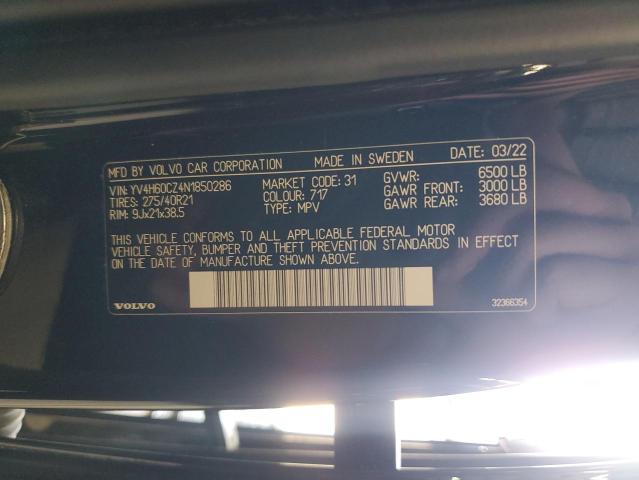 MFD BY VOLVO CAR CORPORATION MADE IN SWEDEN DATE: 03/22
VIN: YV4H60CZ4N1850286 MARKET CODE: 31 GVWR: 6500 LB
TIRES: 275/40R21 COLOUR: 717 GAWR FRONT: 3000 LB
RIM: 9Jx21x38.5 TYPE: MPV GAWR REAR: 3680 LB
THIS VEHICLE CONFORMS TO ALL APPLICABLE FEDERAL MOTOR
VEHICLE SAFETY, BUMPER AND THEFT PREVENTION STANDARDS IN EFFECT
ON THE DATE OF MANUFACTURE SHOWN ABOVE.
VOLVO 32366354